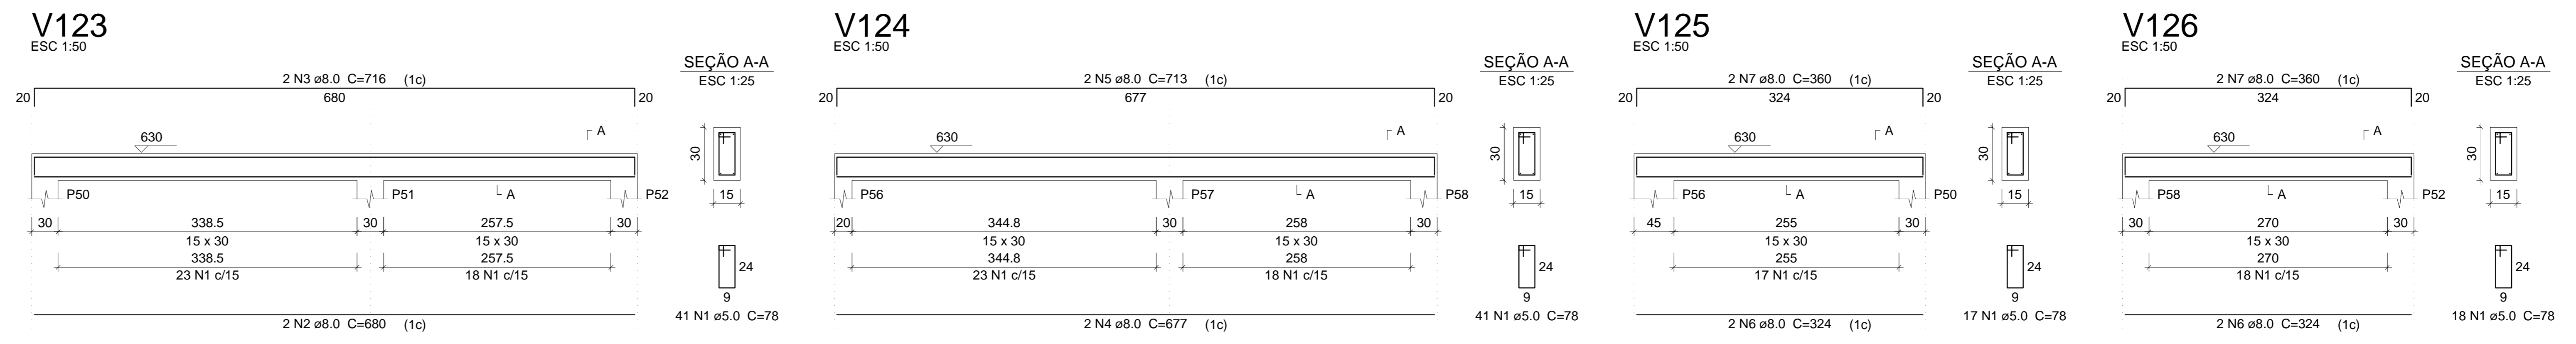 V123
ESC 1:50
SEÇÃO A-A
ESC 1:25
2 N3 ø8.0 C=716 (1c)
20
680
20
630
A
30
P50
P51
A
P52
15
30
338.5
30
257.5
30
15 x 30
15 x 30
338.5
257.5
23 N1 c/15
18 N1 c/15
24
9
41 N1 ø5.0 C=78
2 N2 ø8.0 C=680 (1c)
V124
ESC 1:50
SEÇÃO A-A
ESC 1:25
2 N5 ø8.0 C=713 (1c)
20
677
20
630
A
30
P56
P57
A
P58
15
20
344.8
30
258
30
15 x 30
15 x 30
344.8
258
23 N1 c/15
18 N1 c/15
24
9
41 N1 ø5.0 C=78
2 N4 ø8.0 C=677 (1c)
V125
ESC 1:50
SEÇÃO A-A
ESC 1:25
2 N7 ø8.0 C=360 (1c)
20
324
20
630
A
30
P56
A
P50
15
45
255
30
15 x 30
255
17 N1 c/15
24
9
17 N1 ø5.0 C=78
2 N6 ø8.0 C=324 (1c)
V126
ESC 1:50
SEÇÃO A-A
ESC 1:25
2 N7 ø8.0 C=360 (1c)
20
324
20
630
A
30
P58
A
P52
15
30
270
30
15 x 30
270
18 N1 c/15
24
9
18 N1 ø5.0 C=78
2 N6 ø8.0 C=324 (1c)